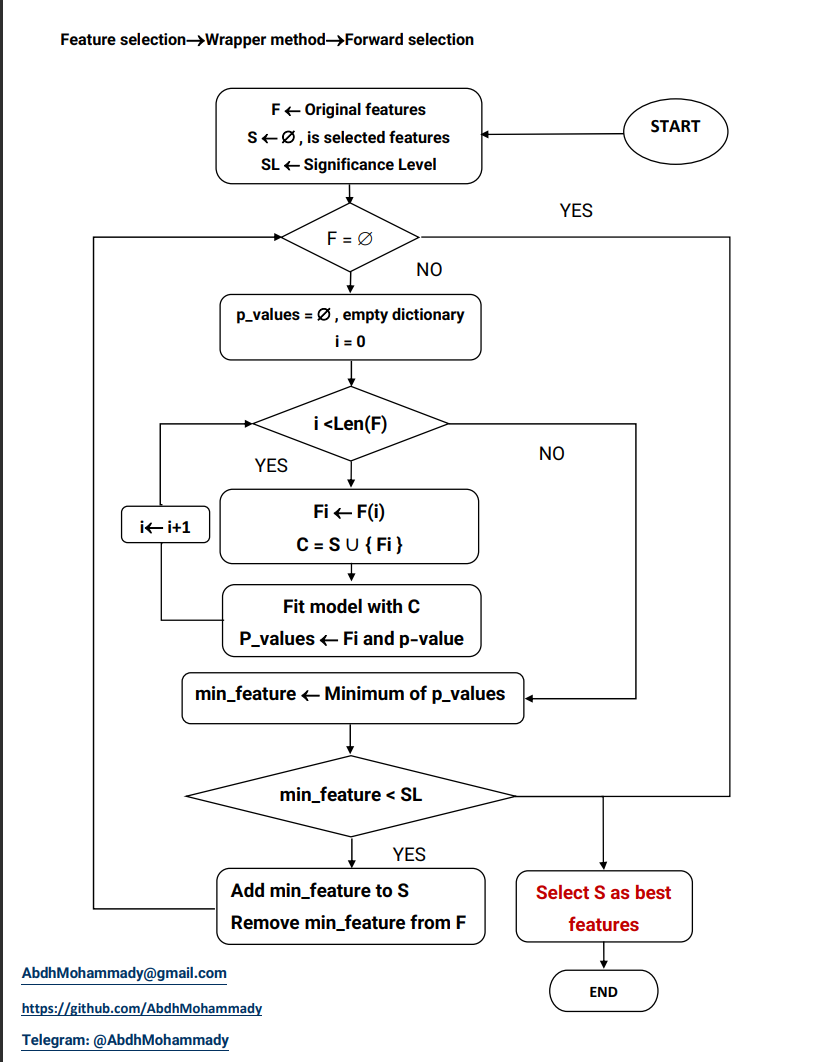 Feature selection→Wrapper method→Forward selection
F ← Original features
S ← Ø , is selected features
SL ← Significance Level
START
YES
F = ∅
NO
p_values = Ø , empty dictionary
i = 0
i <Len(F)
NO
YES
Fi ← F(i)
C = S ∪ { Fi }
i← i+1
Fit model with C
P_values ← Fi and p-value
min_feature ← Minimum of p_values
min_feature < SL
YES
Add min_feature to S
Remove min_feature from F
Select S as best
features
END
AbdhMohammady@gmail.com
https://github.com/AbdhMohammady
Telegram: @AbdhMohammady